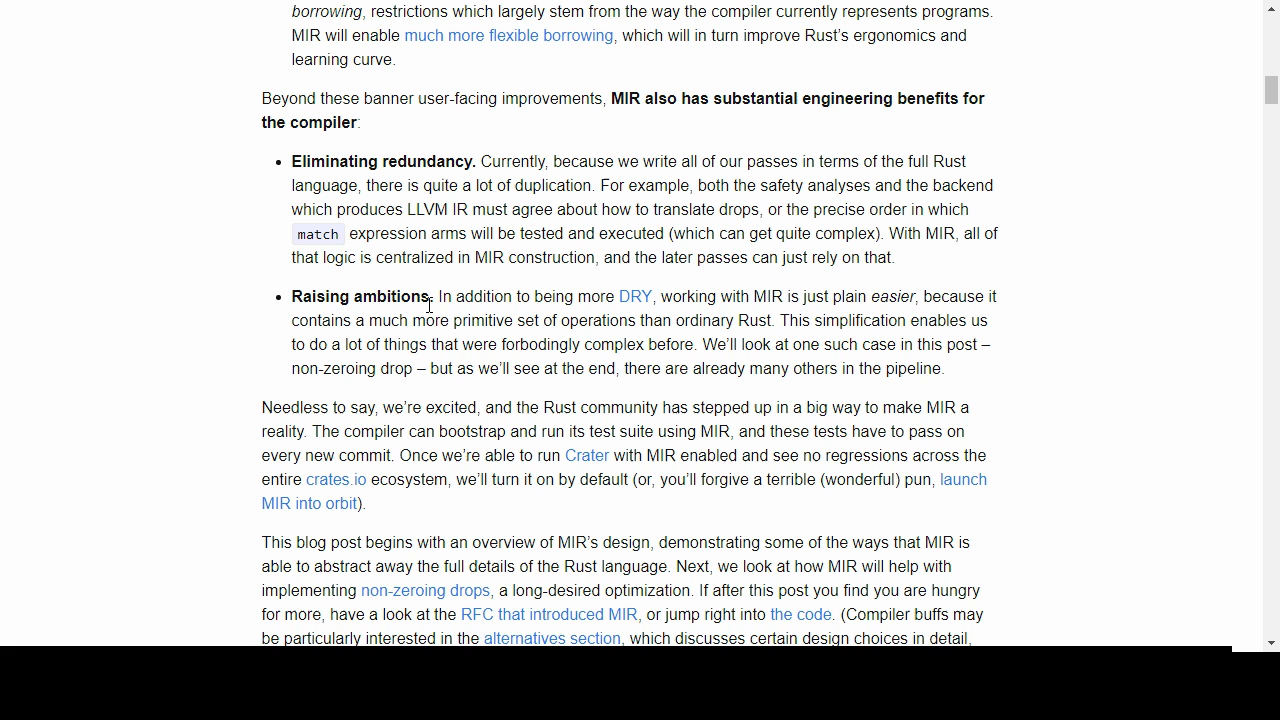 borrowing, restrictions which largely stem from the way the compiler currently represents programs.
MIR will enable much more flexible borrowing, which will in turn improve Rust’s ergonomics and
learning curve.
Beyond these banner user-facing improvements, MIR also has substantial engineering benefits for
the compiler:
• Eliminating redundancy. Currently, because we write all of our passes in terms of the full Rust
language, there is quite a lot of duplication. For example, both the safety analyses and the backend
which produces LLVM IR must agree about how to translate drops, or the precise order in which
match expression arms will be tested and executed (which can get quite complex). With MIR, all of
that logic is centralized in MIR construction, and the later passes can just rely on that.
• Raising ambitions. In addition to being more DRY, working with MIR is just plain easier, because it
contains a much more primitive set of operations than ordinary Rust. This simplification enables us
to do a lot of things that were forbodingly complex before. We’ll look at one such case in this post –
non-zeroing drop – but as we’ll see at the end, there are already many others in the pipeline.
Needless to say, we’re excited, and the Rust community has stepped up in a big way to make MIR a
reality. The compiler can bootstrap and run its test suite using MIR, and these tests have to pass on
every new commit. Once we’re able to run Crater with MIR enabled and see no regressions across the
entire crates.io ecosystem, we’ll turn it on by default (or, you’ll forgive a terrible (wonderful) pun, launch
MIR into orbit).
This blog post begins with an overview of MIR’s design, demonstrating some of the ways that MIR is
able to abstract away the full details of the Rust language. Next, we look at how MIR will help with
implementing non-zeroing drops, a long-desired optimization. If after this post you find you are hungry
for more, have a look at the RFC that introduced MIR, or jump right into the code. (Compiler buffs may
be particularly interested in the alternatives section, which discusses certain design choices in detail,